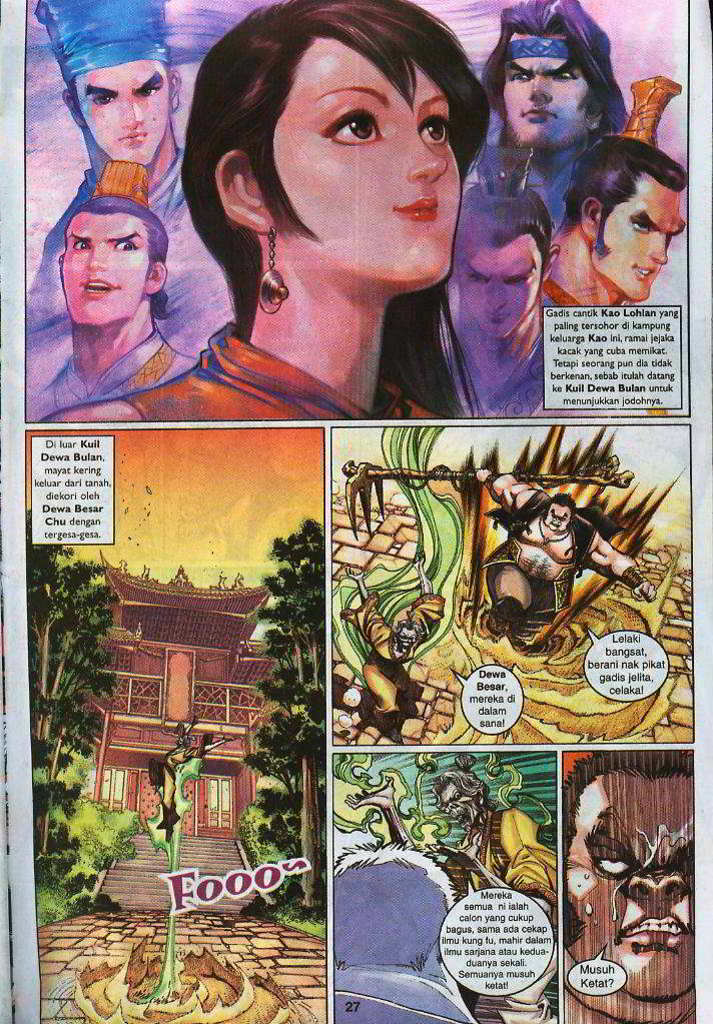 Gadis cantik Kao Lohlan yang
paling tersohor di kampung
keluarga Kao ini, ramai jejaka
kacak yang cuba memikat.
Tetapi seorang pun dia tidak
berkenan, sebab itulah datang
ke Kuil Dewa Bulan untuk
menunjukkan jodohnya.
Di luar Kuil
Dewa Bulan,
mayat kering
keluar dari tanah,
diekori oleh
Dewa Besar
Chu dengan
tergesa-gesa.
Fooo~
Dewa
Besar,
mereka di
dalam
sana!
Lelaki
bangsat,
berani nak pikat
gadis jelita,
celaka!
Mereka
semua ni ialah
calon yang cukup
bagus, sama ada cekap
ilmu kung fu, mahir dalam
ilmu sarjana atau kedua-
duanya sekali.
Semuanya musuh
ketat!
Musuh
Ketat?
27